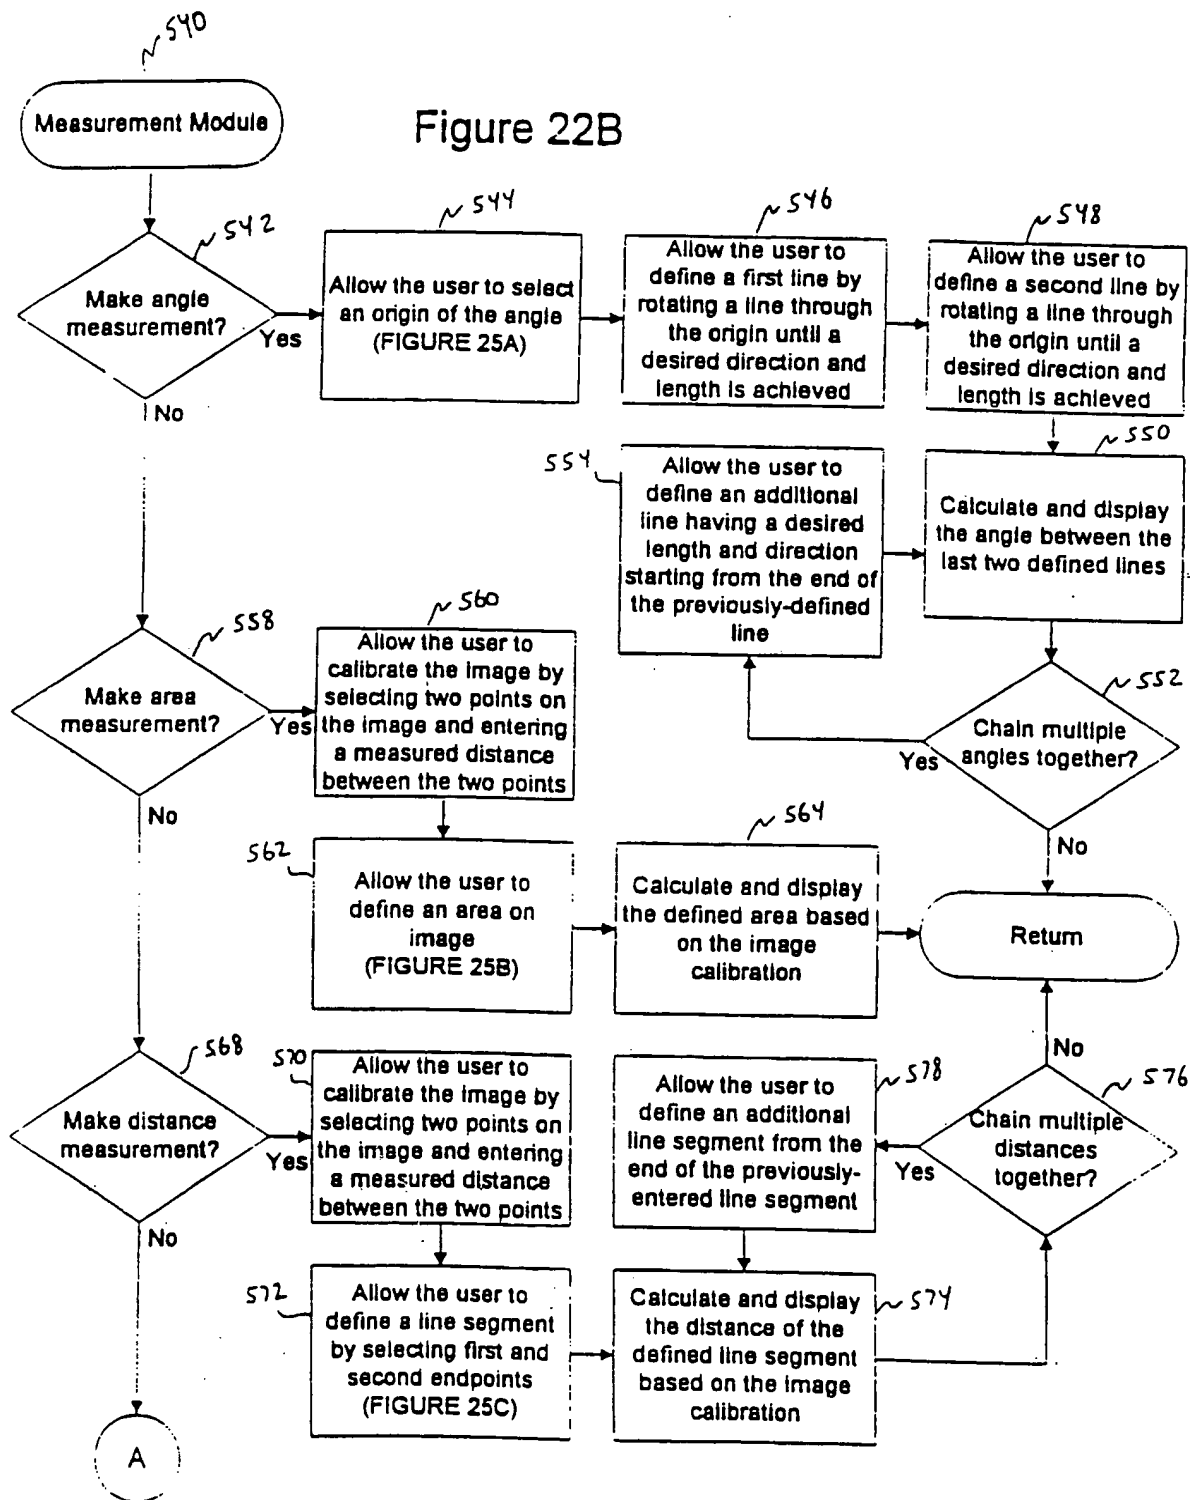 540
Measurement Module
Figure 22B
542
Make angle
measurement?
Yes
No
544
Allow the user to select
an origin of the angle
(FIGURE 25A)
546
Allow the user to
define a first line by
rotating a line through
the origin until a
desired direction and
length is achieved
548
Allow the user to
define a second line by
rotating a line through
the origin until a
desired direction and
length is achieved
550
Calculate and display
the angle between the
last two defined lines
554
Allow the user to
define an additional
line having a desired
length and direction
starting from the end of
the previously-defined
line
552
Chain multiple
angles together?
Yes
No
558
Make area
measurement?
Yes
No
560
Allow the user to
calibrate the image by
selecting two points on
the image and entering
a measured distance
between the two points
562
Allow the user to
define an area on
image
(FIGURE 25B)
564
Calculate and display
the defined area based
on the image
calibration
Return
568
Make distance
measurement?
Yes
No
570
Allow the user to
calibrate the image by
selecting two points on
the image and entering
a measured distance
between the two points
572
Allow the user to
define a line segment
by selecting first and
second endpoints
(FIGURE 25C)
574
Calculate and display
the distance of the
defined line segment
based on the image
calibration
578
Allow the user to
define an additional
line segment from the
end of the previously-
entered line segment
576
Chain multiple
distances
together?
Yes
No
A